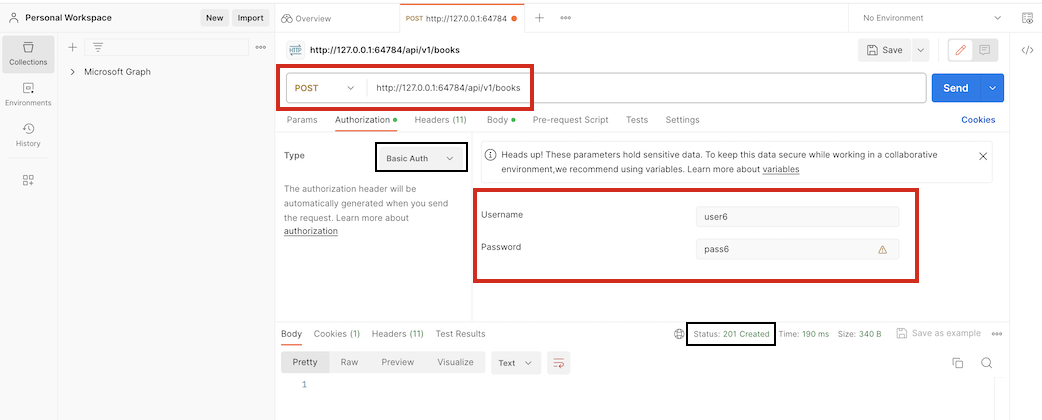 Personal Workspace
New
Import
Overview
POST http://127.0.0.1:64784
No Environment
Collections
Environments
History
Microsoft Graph
HTTP
http://127.0.0.1:64784/api/v1/books
Save
POST
http://127.0.0.1:64784/api/v1/books
Send
Params
Authorization
Headers (11)
Body
Pre-request Script
Tests
Settings
Cookies
Type
Basic Auth
The authorization header will be
automatically generated when you send
the request. Learn more about
authorization
Heads up! These parameters hold sensitive data. To keep this data secure while working in a collaborative
environment,we recommend using variables. Learn more about variables
Username
user6
Password
pass6
Body
Cookies (1)
Headers (11)
Test Results
Status: 201 Created
Time: 190 ms
Size: 340 B
Save as example
Pretty
Raw
Preview
Visualize
Text
1